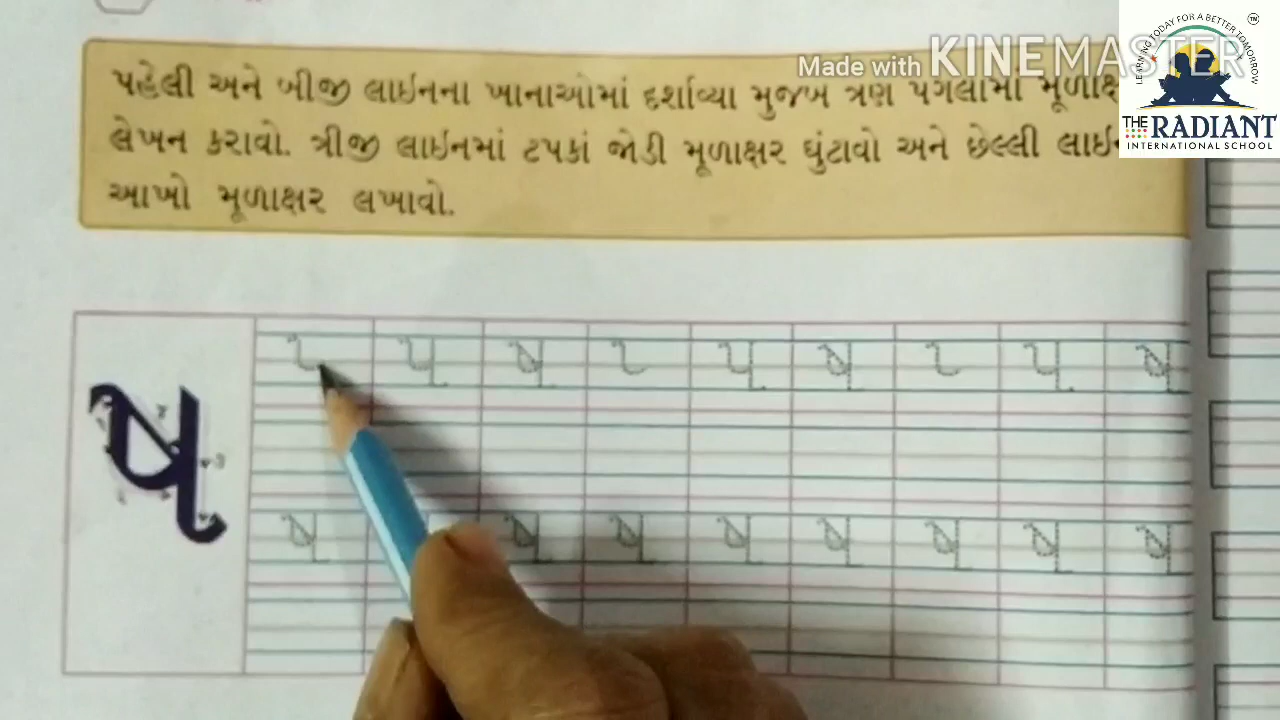 Made with KINEMASTER
LEARNING TODAY FOR A BETTER TOMORROW
THE RADIANT
INTERNATIONAL SCHOOL
પહેલી અને બીજી લાઇનના ખાનાઓમાં દર્શાવ્યા મુજબ ત્રણ પગલામાં
લેખન કરાવો. ત્રીજી લાઈનમાં ટપકાં જોડી મૂળાક્ષર ઘુંટાવો અને છેલ્લી
આખો મૂળાક્ષર લખાવો.
ષ
પ ષ પ ષ પ ષ
ષ ષ ષ ષ ષ ષ ષ ષ